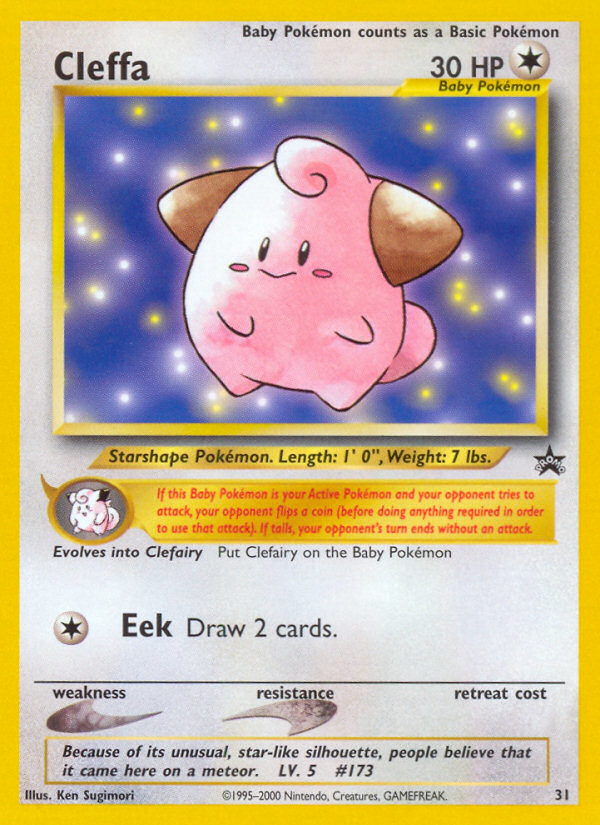 Baby Pokémon counts as a Basic Pokémon
Cleffa
30 HP
Baby Pokémon
Starshape Pokémon. Length: 1' 0", Weight: 7 lbs.
PROMO
If this Baby Pokémon is your Active Pokémon and your opponent tries to
attack, your opponent flips a coin (before doing anything required in order
to use that attack). If tails, your opponent's turn ends without an attack.
Evolves into Clefairy Put Clefairy on the Baby Pokémon
Eek Draw 2 cards.
weakness resistance retreat cost
Because of its unusual, star-like silhouette, people believe that
it came here on a meteor. LV. 5 #173
Illus. Ken Sugimori ©1995–2000 Nintendo, Creatures, GAMEFREAK. 31